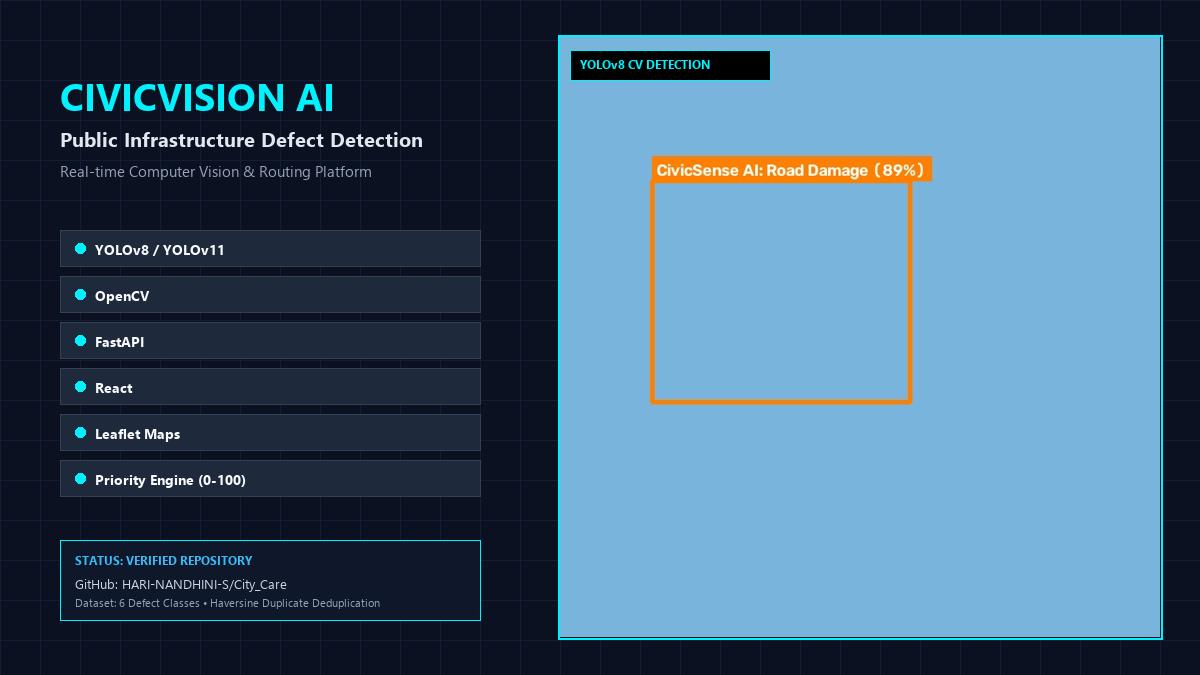 CIVICVISION AI
Public Infrastructure Defect Detection
Real-time Computer Vision & Routing Platform
YOLOv8 / YOLOv11
OpenCV
FastAPI
React
Leaflet Maps
Priority Engine (0-100)
STATUS: VERIFIED REPOSITORY
GitHub: HARI-NANDHINI-S/City_Care
Dataset: 6 Defect Classes • Haversine Duplicate Deduplication
YOLOv8 CV DETECTION
CivicSense AI: Road Damage (89%)